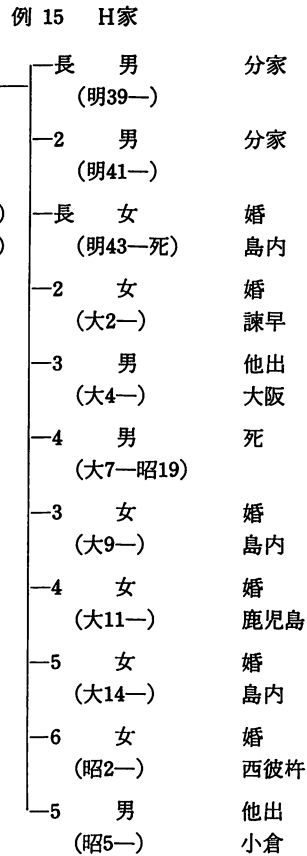 例 15 H家
長 男 分家
(明39—)
2 男 分家
(明41—)
) 長 女 婚
) (明43—死) 島内
2 女 婚
(大2—) 諫早
3 男 他出
(大4—) 大阪
4 男 死
(大7—昭19)
3 女 婚
(大9—) 島内
4 女 婚
(大11—) 鹿児島
5 女 婚
(大14—) 島内
6 女 婚
(昭2—) 西彼杵
5 男 他出
(昭5—) 小倉